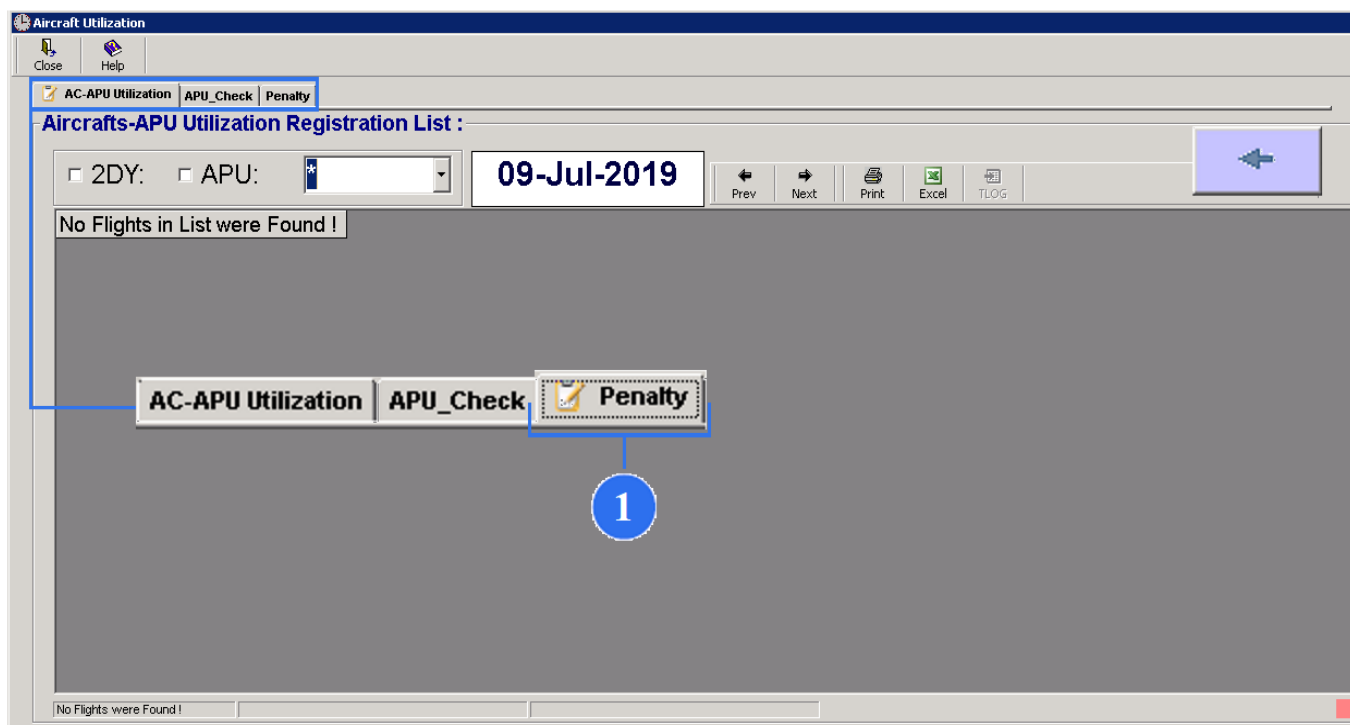 Aircraft Utilization
Close Help
AC-APU Utilization APU_Check Penalty
Aircrafts-APU Utilization Registration List :
2DY: APU: * 09-Jul-2019 Prev Next Print Excel TLOG
No Flights in List were Found !
AC-APU Utilization APU_Check Penalty
1
No Flights were Found !